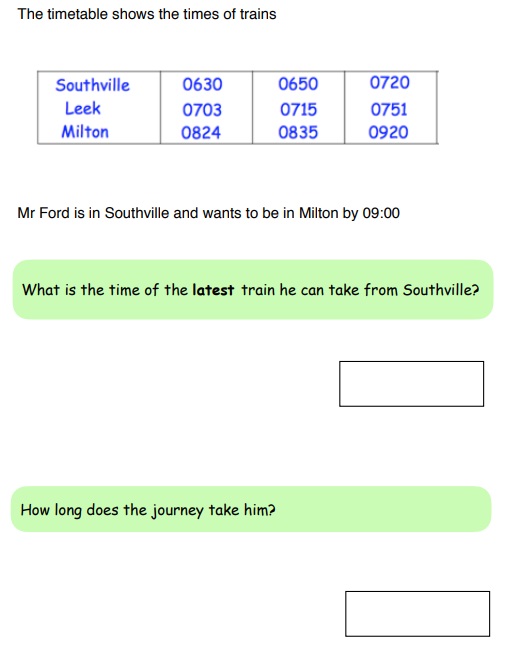 The timetable shows the times of trains
Southville 0630 0650 0720
Leek 0703 0715 0751
Milton 0824 0835 0920
Mr Ford is in Southville and wants to be in Milton by 09:00
What is the time of the latest train he can take from Southville?
How long does the journey take him?